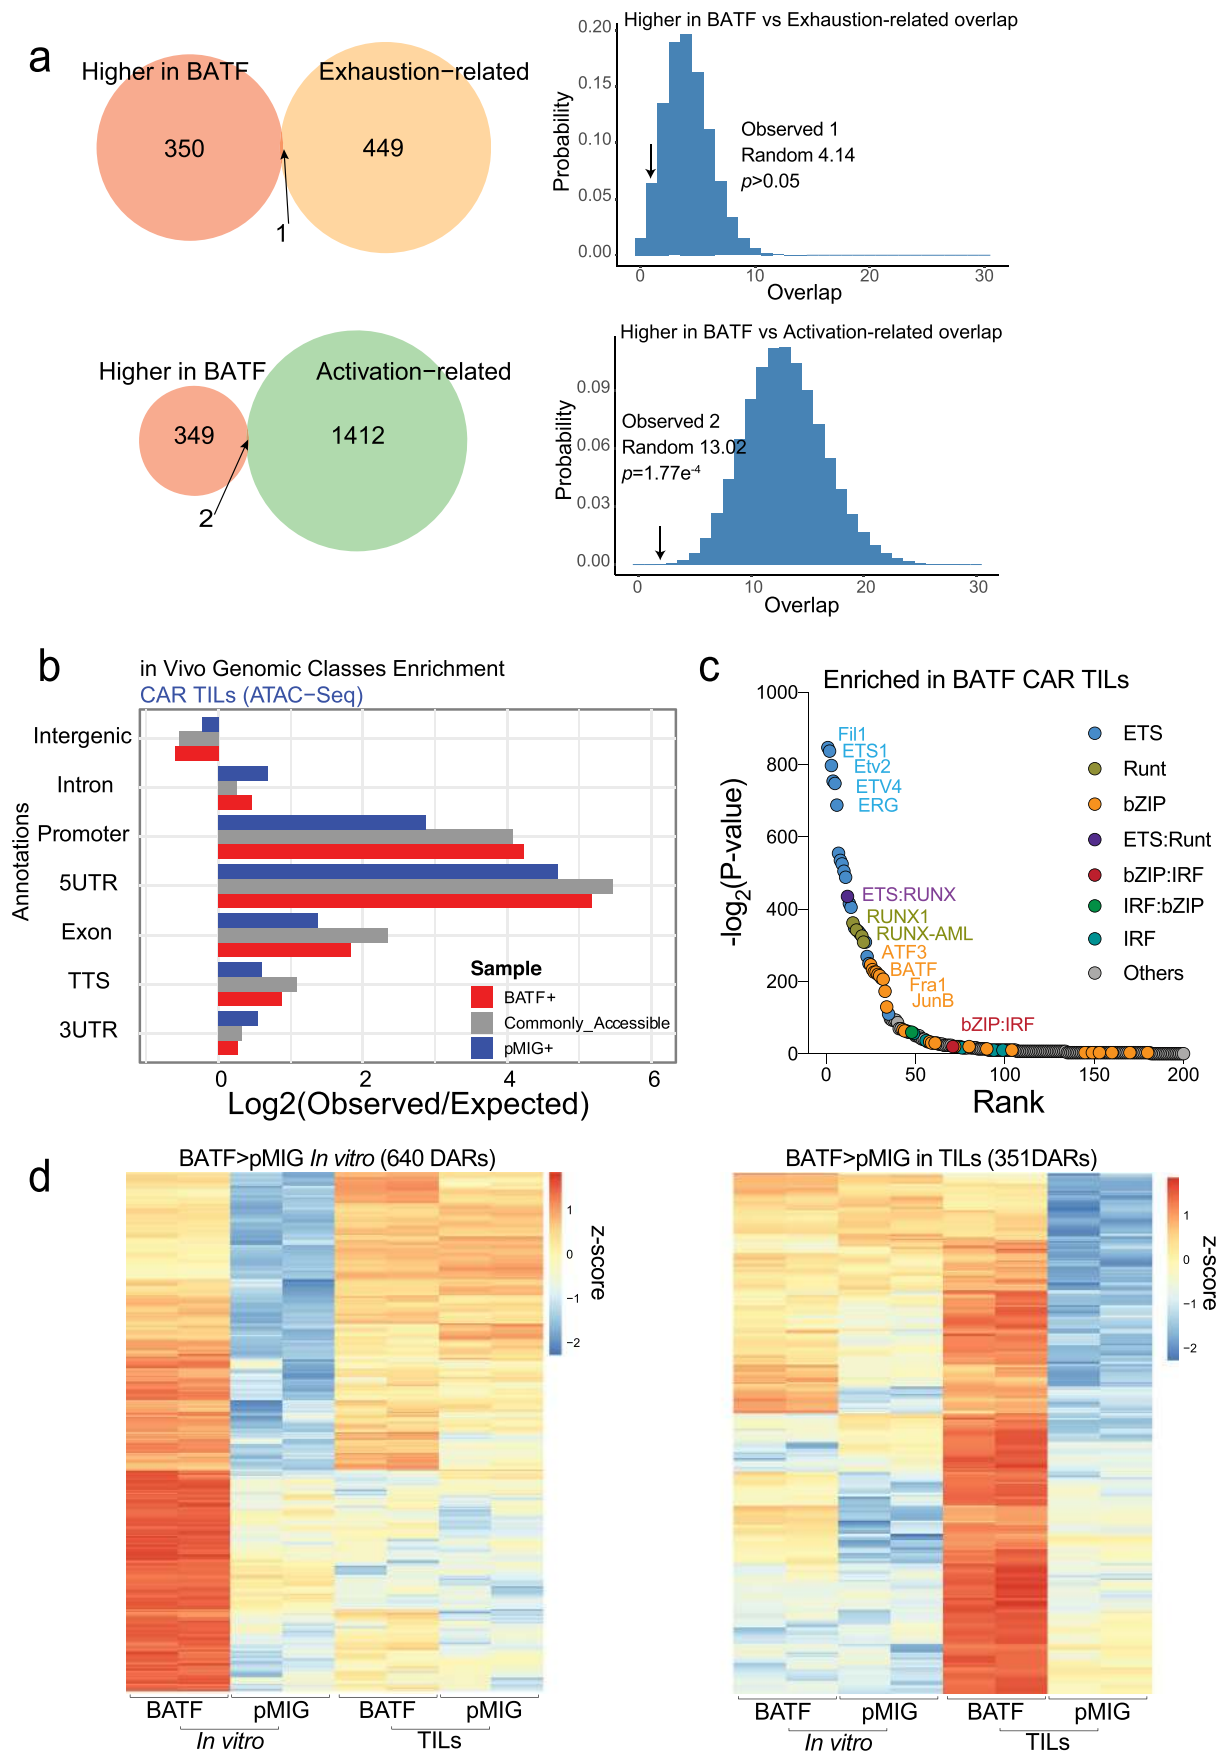 a
Higher in BATF
Exhaustion−related
350
449
1
Higher in BATF vs Exhaustion-related overlap
Probability
0.20
0.15
0.10
0.05
0.00
Observed 1
Random 4.14
p>0.05
0
10
20
30
Overlap
Higher in BATF
Activation−related
349
1412
2
Higher in BATF vs Activation-related overlap
Probability
0.09
0.06
0.03
0.00
Observed 2
Random 13.02
p=1.77e-4
0
10
20
30
Overlap
b
in Vivo Genomic Classes Enrichment
CAR TILs (ATAC−Seq)
Annotations
Intergenic
Intron
Promoter
5UTR
Exon
TTS
3UTR
Sample
BATF+
Commonly_Accessible
pMIG+
0
2
4
6
Log2(Observed/Expected)
c
Enriched in BATF CAR TILs
-log2(P-value)
1000
800
600
400
200
0
Fil1
ETS1
Etv2
ETV4
ERG
ETS:RUNX
RUNX1
RUNX-AML
ATF3
BATF
Fra1
JunB
bZIP:IRF
ETS
Runt
bZIP
ETS:Runt
bZIP:IRF
IRF:bZIP
IRF
Others
0
50
100
150
200
Rank
d
BATF>pMIG In vitro (640 DARs)
1
0
−1
−2
z-score
BATF
pMIG
BATF
pMIG
In vitro
TILs
BATF>pMIG in TILs (351DARs)
1
0
−1
−2
z-score
BATF
pMIG
BATF
pMIG
In vitro
TILs